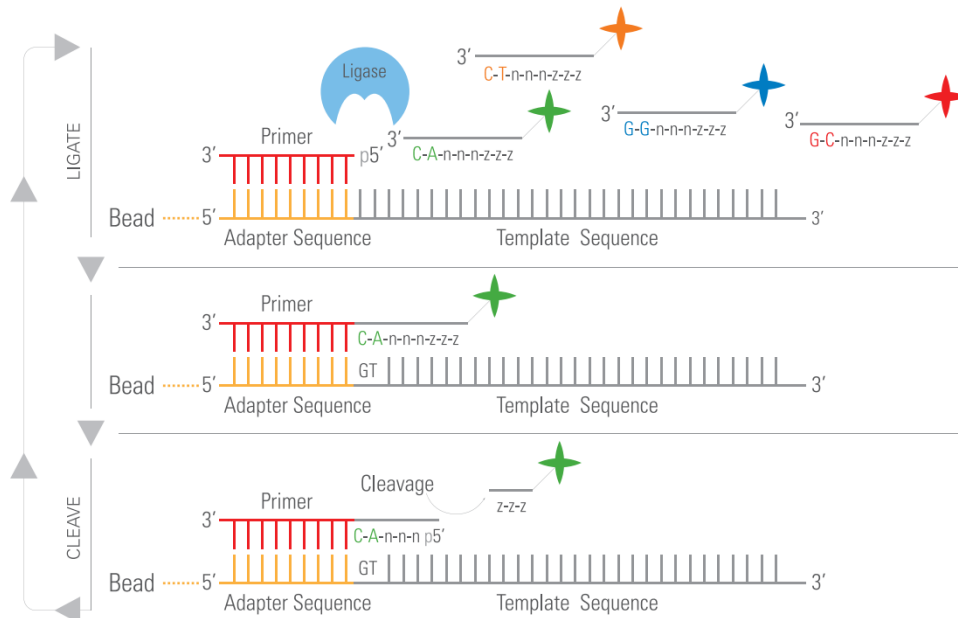 3′
C-T-n-n-n-z-z-z
Ligase
3′
C-A-n-n-n-z-z-z
G-G-n-n-n-z-z-z
3′
G-C-n-n-n-z-z-z
Primer
3′
p5′
LIGATE
Bead
5′
3′
Adapter Sequence
Template Sequence
Primer
3′
C-A-n-n-n-z-z-z
GT
Bead
5′
3′
Adapter Sequence
Template Sequence
Cleavage
z-z-z
Primer
3′
C-A-n-n-n p5′
CLEAVE
GT
Bead
5′
3′
Adapter Sequence
Template Sequence